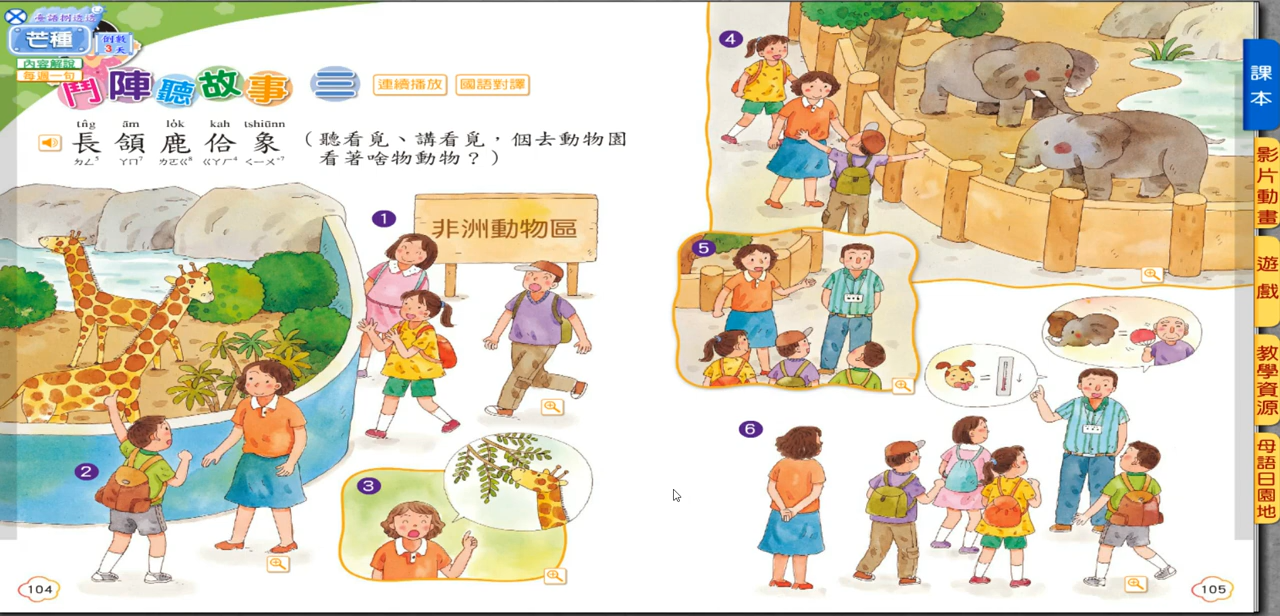 芒種
倒數
3天
內容解說
每週一句
鬥陣聽故事 三
連續播放
國語對譯
tn̂g ām lo̍k kah tshiūnn
長頷鹿佮象
(聽看覓、講看覓,個去動物園
看著啥物動物?)
1
非洲動物區
2
3
4
5
6
104
105
課本
影片動畫
遊戲
教學資源
母語日園地